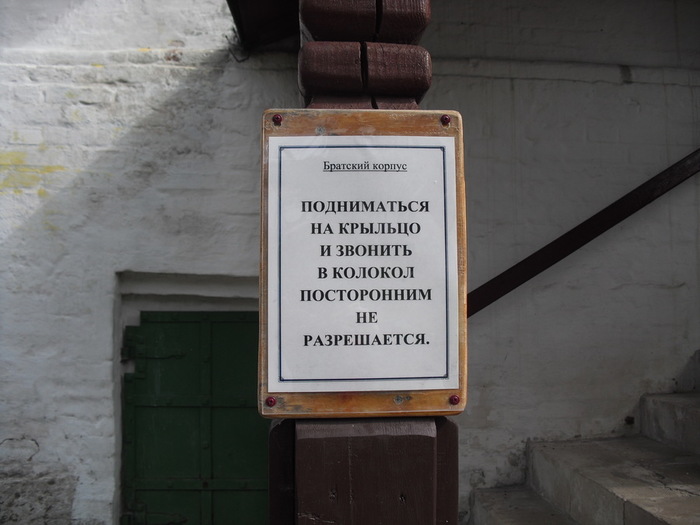 Братский корпус
ПОДНИМАТЬСЯ
НА КРЫЛЬЦО
И ЗВОНИТЬ
В КОЛОКОЛ
ПОСТОРОННИМ
НЕ
РАЗРЕШАЕТСЯ.